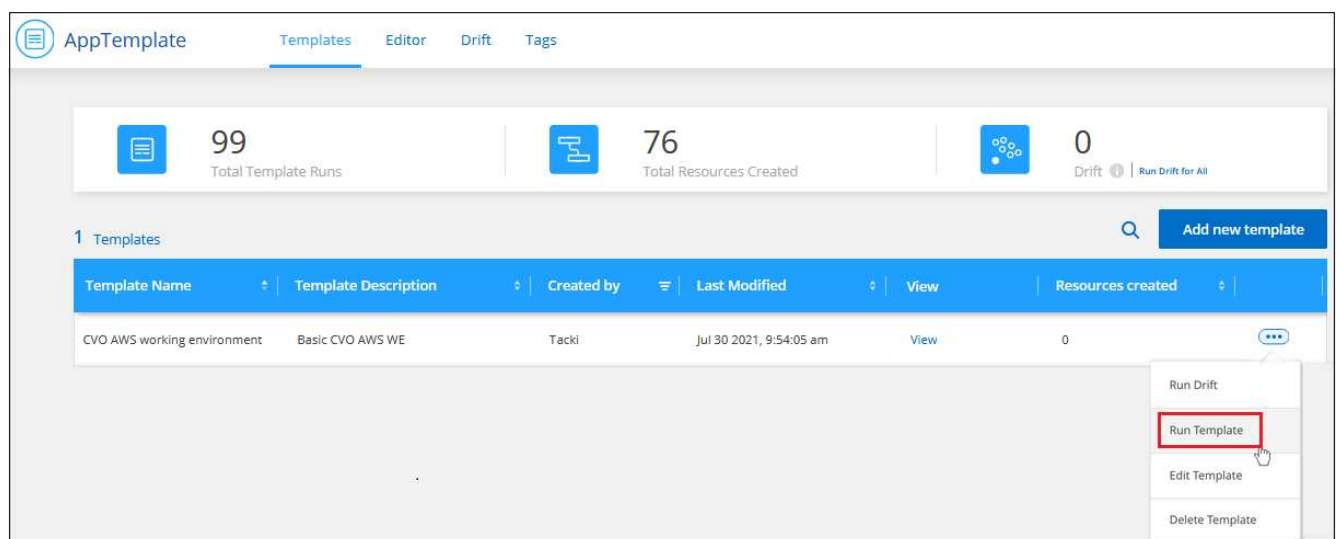 AppTemplate Templates Editor Drift Tags
99 76 0
Total Template Runs Total Resources Created Drift i | Run Drift for All
1 Templates Add new template
Template Name Template Description Created by Last Modified View Resources created
CVO AWS working environment Basic CVO AWS WE Tacki Jul 30 2021, 9:54:05 am View 0
Run Drift
Run Template
Edit Template
Delete Template